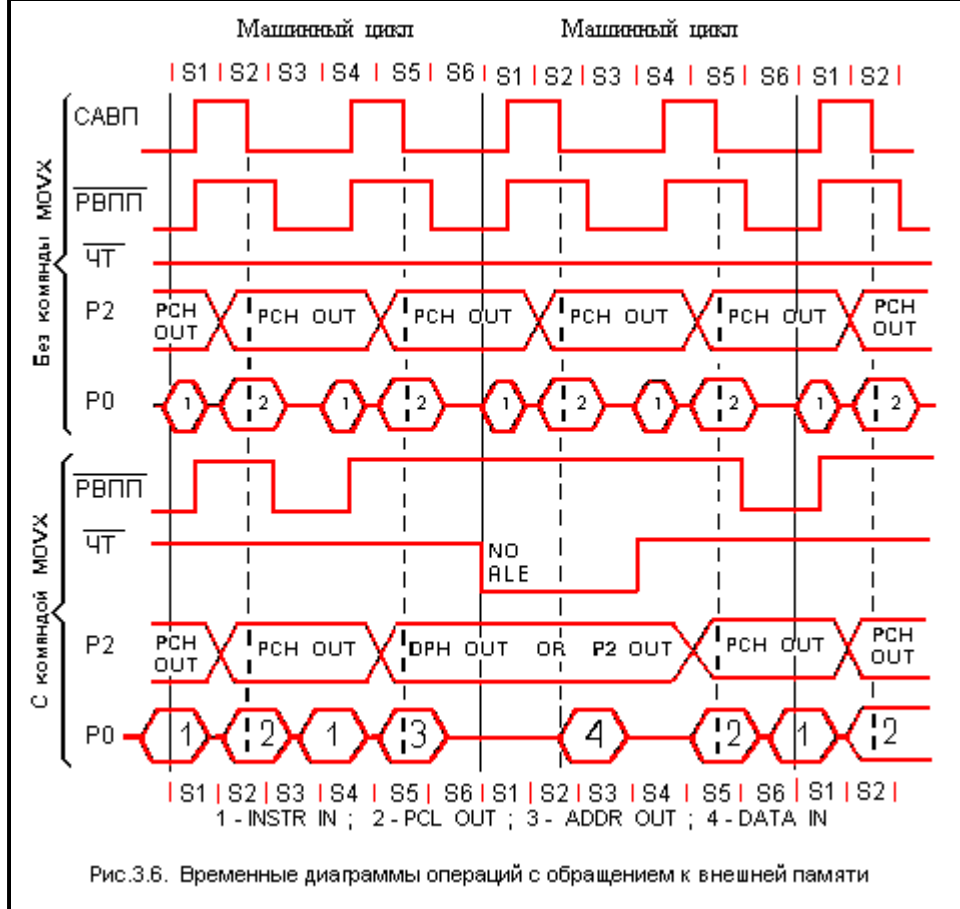 Машинный цикл Машинный цикл
| S1 | S2 | S3 | S4 | S5 | S6 | S1 | S2 | S3 | S4 | S5 | S6 | S1 | S2 |
Без команды MOVX
САВП
РВПП
ЧТ
P2 PCH OUT PCH OUT PCH OUT PCH OUT PCH OUT PCH OUT
P0 1 2 1 2 1 2 1 2 1 2
С командой MOVX
РВПП
ЧТ NO ALE
P2 PCH OUT PCH OUT DPH OUT OR P2 OUT PCH OUT PCH OUT
P0 1 2 1 3 4 2 1 2
| S1 | S2 | S3 | S4 | S5 | S6 | S1 | S2 | S3 | S4 | S5 | S6 | S1 | S2 |
1 - INSTR IN ; 2 - PCL OUT ; 3 - ADDR OUT ; 4 - DATA IN
Рис.3.6. Временные диаграммы операций с обращением к внешней памяти